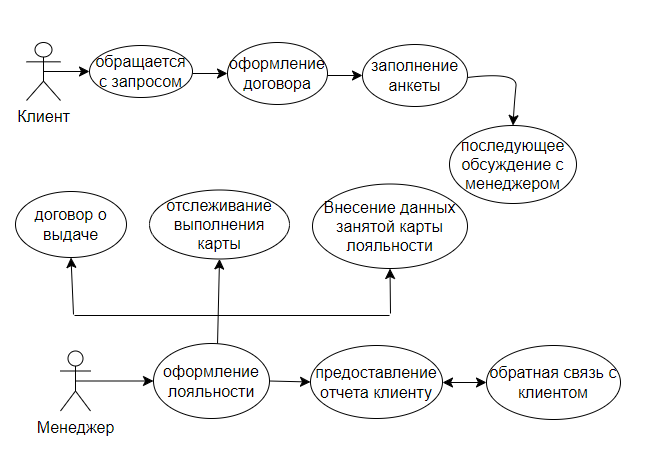 обращается
с запросом
оформление
договора
заполнение
анкеты
Клиент
последующее
обсуждение с
менеджером
договор о
выдаче
отслеживание
выполнения
карты
Внесение данных
занятой карты
лояльности
оформление
лояльности
предоставление
отчета клиенту
обратная связь с
клиентом
Менеджер